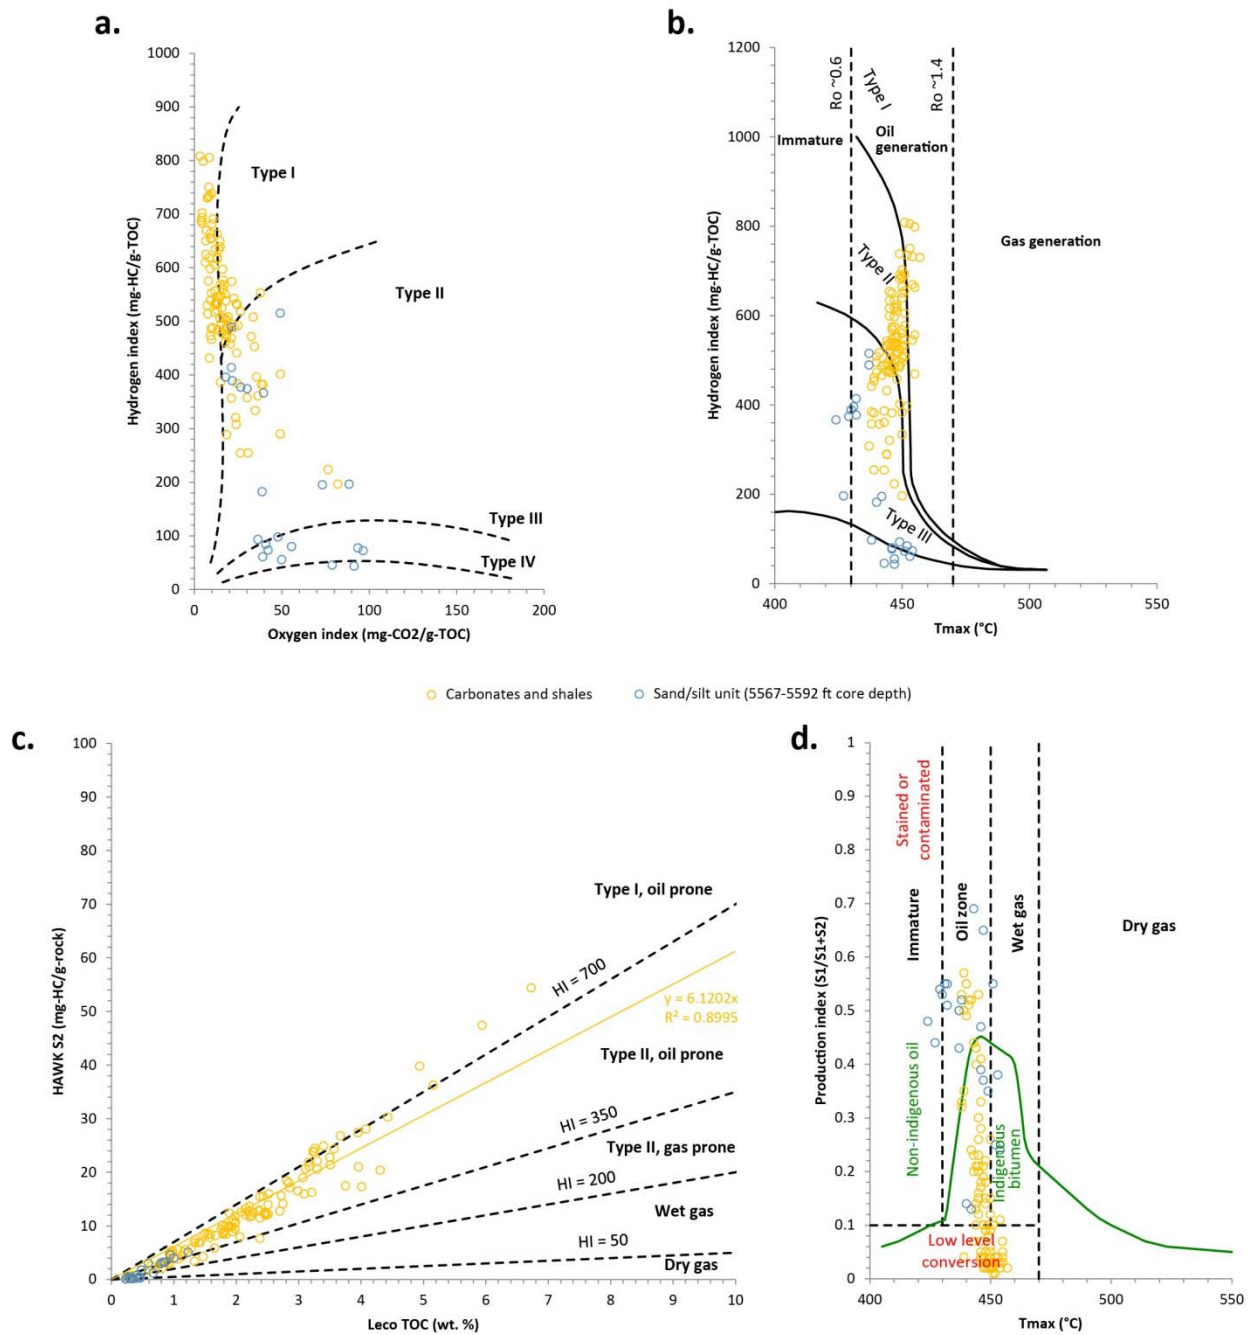 a.
1000
900
800
700
600
500
400
300
200
100
0
Hydrogen index (mg-HC/g-TOC)
Type I
Type II
Type III
Type IV
0
50
100
150
200
Oxygen index (mg-CO2/g-TOC)
b.
1200
1000
800
600
400
200
0
Hydrogen index (mg-HC/g-TOC)
Ro ~0.6
Type I
Ro ~1.4
Immature
Oil
generation
Gas generation
Type II
Type III
400
450
500
550
Tmax (°C)
Carbonates and shales
Sand/silt unit (5567-5592 ft core depth)
c.
100
90
80
70
60
50
40
30
20
10
0
HAWK S2 (mg-HC/g-rock)
Type I, oil prone
HI = 700
y = 6.1202x
R² = 0.8995
Type II, oil prone
HI = 350
Type II, gas prone
HI = 200
Wet gas
HI = 50
Dry gas
0
1
2
3
4
5
6
7
8
9
10
Leco TOC (wt. %)
d.
1
0.9
0.8
0.7
0.6
0.5
0.4
0.3
0.2
0.1
0
Production index (S1/S1+S2)
Stained or
contaminated
Immature
Oil zone
Wet gas
Dry gas
Non-indigenous oil
Indigenous
bitumen
Low level
conversion
400
450
500
550
Tmax (°C)